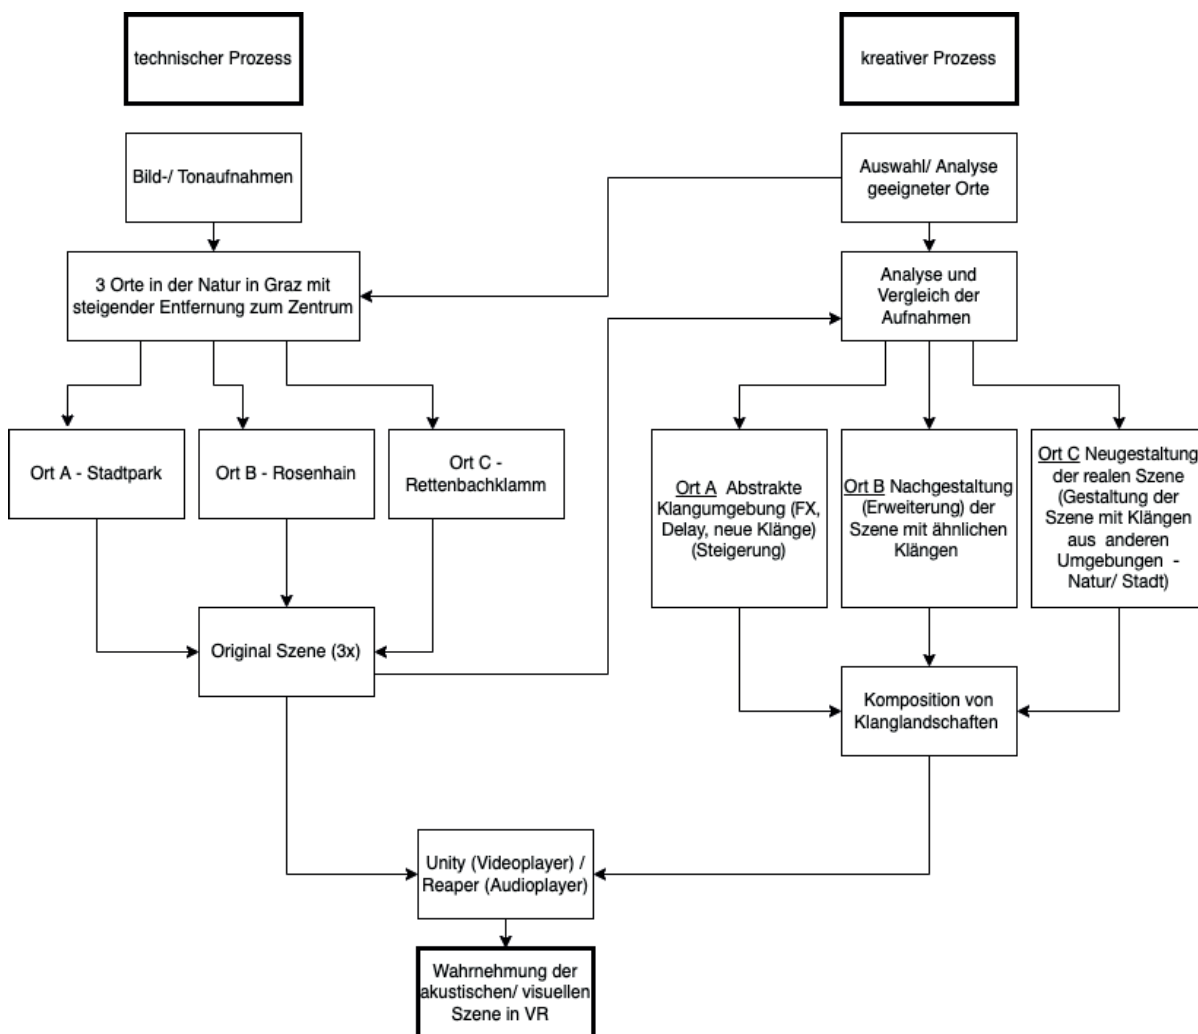 technischer Prozess
kreativer Prozess
Bild-/ Tonaufnahmen
Auswahl/ Analyse
geeigneter Orte
3 Orte in der Natur in Graz mit
steigender Entfernung zum Zentrum
Analyse und
Vergleich der
Aufnahmen
Ort A - Stadtpark
Ort B - Rosenhain
Ort C -
Rettenbachklamm
Ort A Abstrakte
Klangumgebung (FX,
Delay, neue Klänge)
(Steigerung)
Ort B Nachgestaltung
(Erweiterung) der
Szene mit ähnlichen
Klängen
Ort C Neugestaltung
der realen Szene
(Gestaltung der
Szene mit Klängen
aus anderen
Umgebungen -
Natur/ Stadt)
Original Szene (3x)
Komposition von
Klanglandschaften
Unity (Videoplayer) /
Reaper (Audioplayer)
Wahrnehmung der
akustischen/ visuellen
Szene in VR